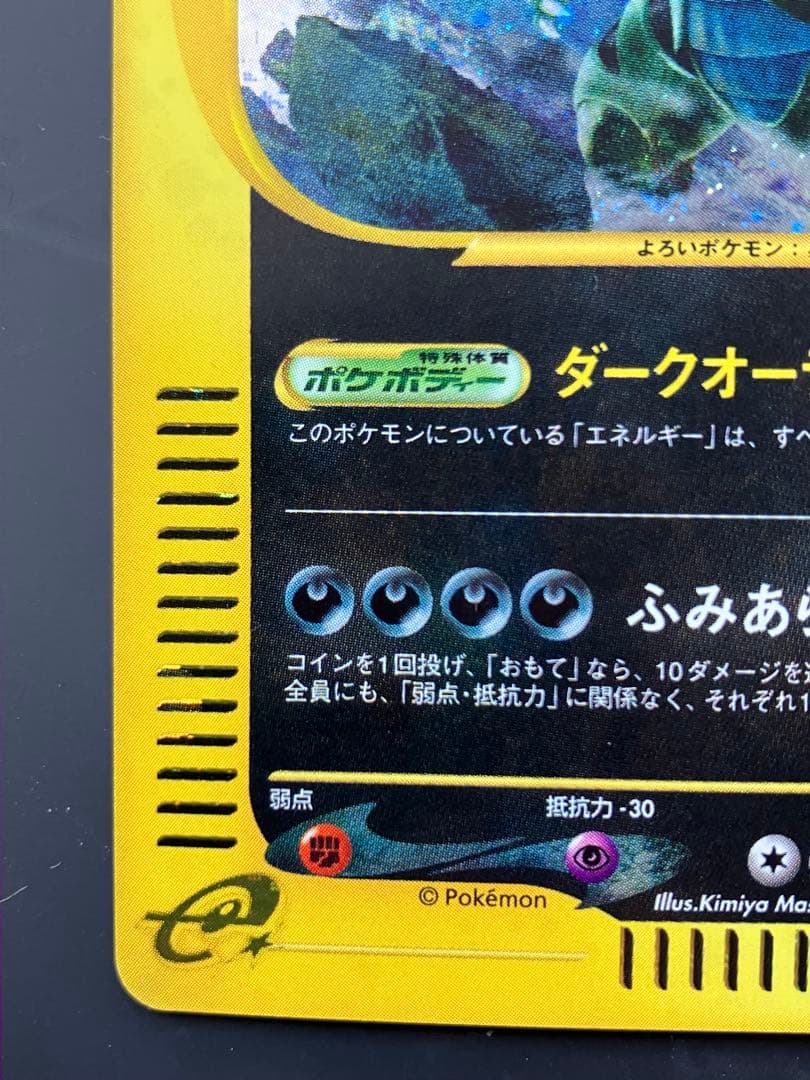 よろいポケモン：
特殊体質
ポケボディー
ダークオー
このポケモンについている「エネルギー」は、すべ
ふみあ
コインを1回投げ、「おもて」なら、10ダメージを
全員にも、「弱点・抵抗力」に関係なく、それぞれ1
弱点
抵抗力 -30
© Pokémon
Illus.Kimiya Mas
e